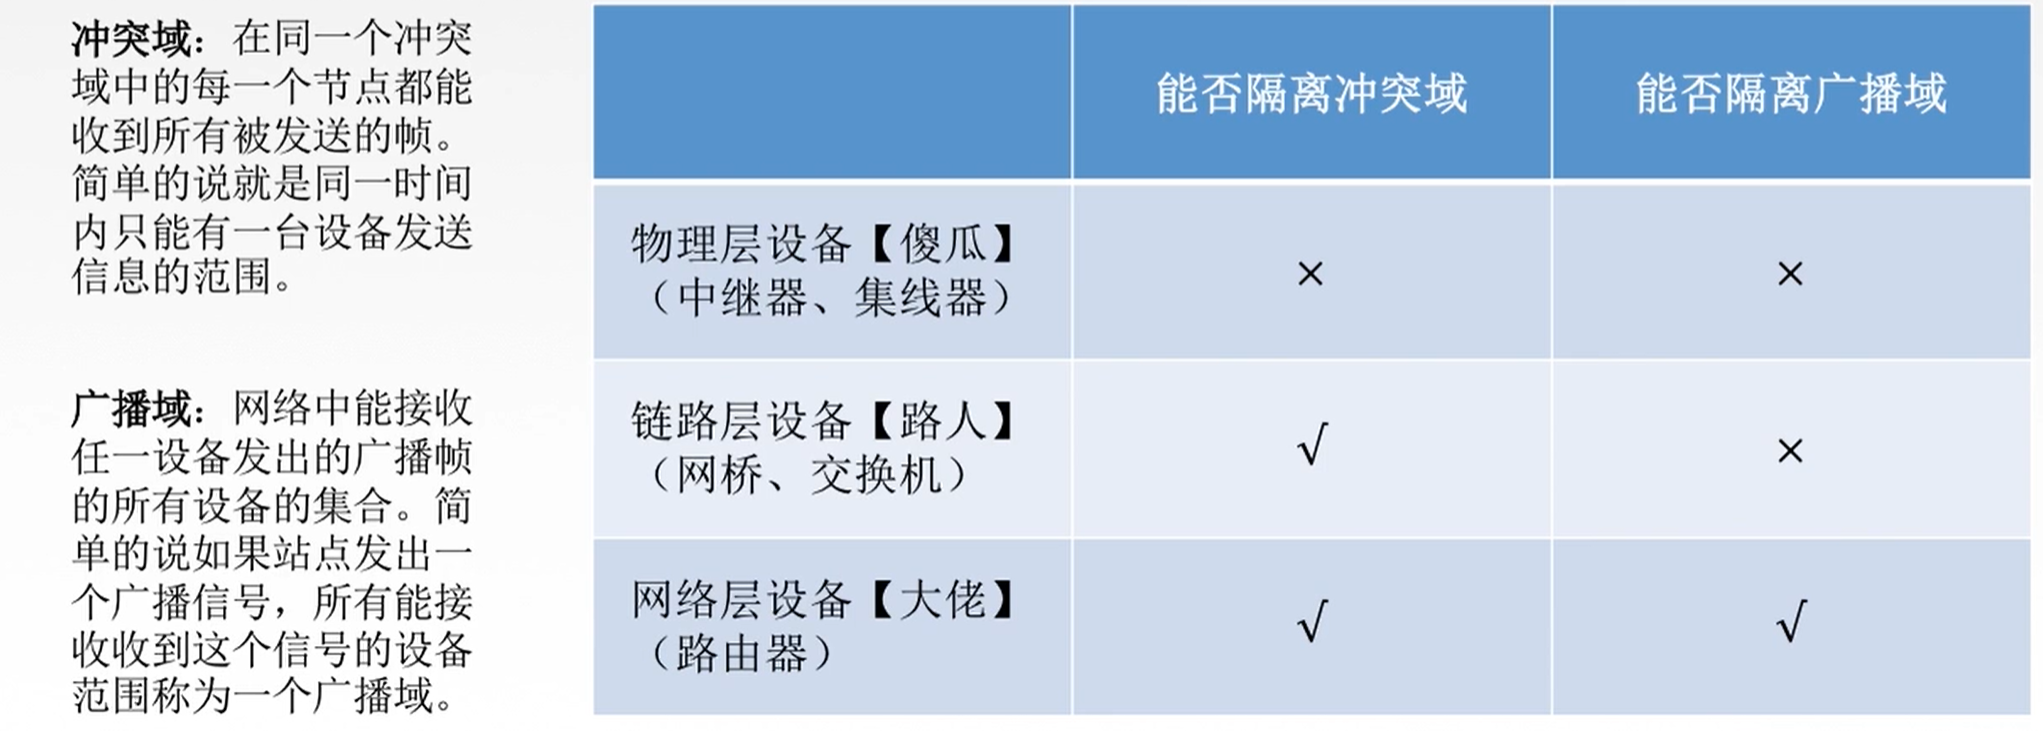 冲突域：在同一个冲突
域中的每一个节点都能
收到所有被发送的帧。
简单的说就是同一时间
内只能有一台设备发送
信息的范围。
广播域：网络中能接收
任一设备发出的广播帧
的所有设备的集合。简
单的说如果站点发出一
个广播信号，所有能接
收收到这个信号的设备
范围称为一个广播域。
能否隔离冲突域 能否隔离广播域
物理层设备【傻瓜】
（中继器、集线器） × ×
链路层设备【路人】
（网桥、交换机） √ ×
网络层设备【大佬】
（路由器） √ √